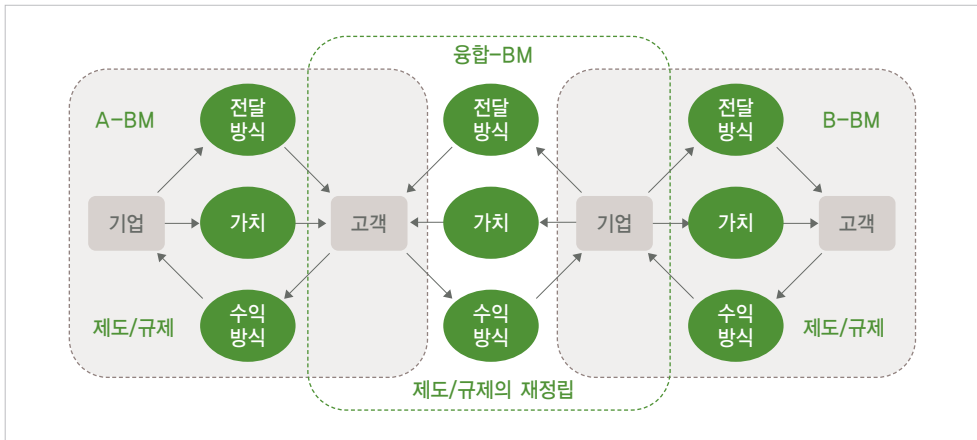 융합-BM
A-BM
전달
방식
전달
방식
전달
방식
B-BM
기업
가치
고객
가치
기업
가치
고객
제도/규제
수익
방식
수익
방식
수익
방식
제도/규제
제도/규제의 재정립